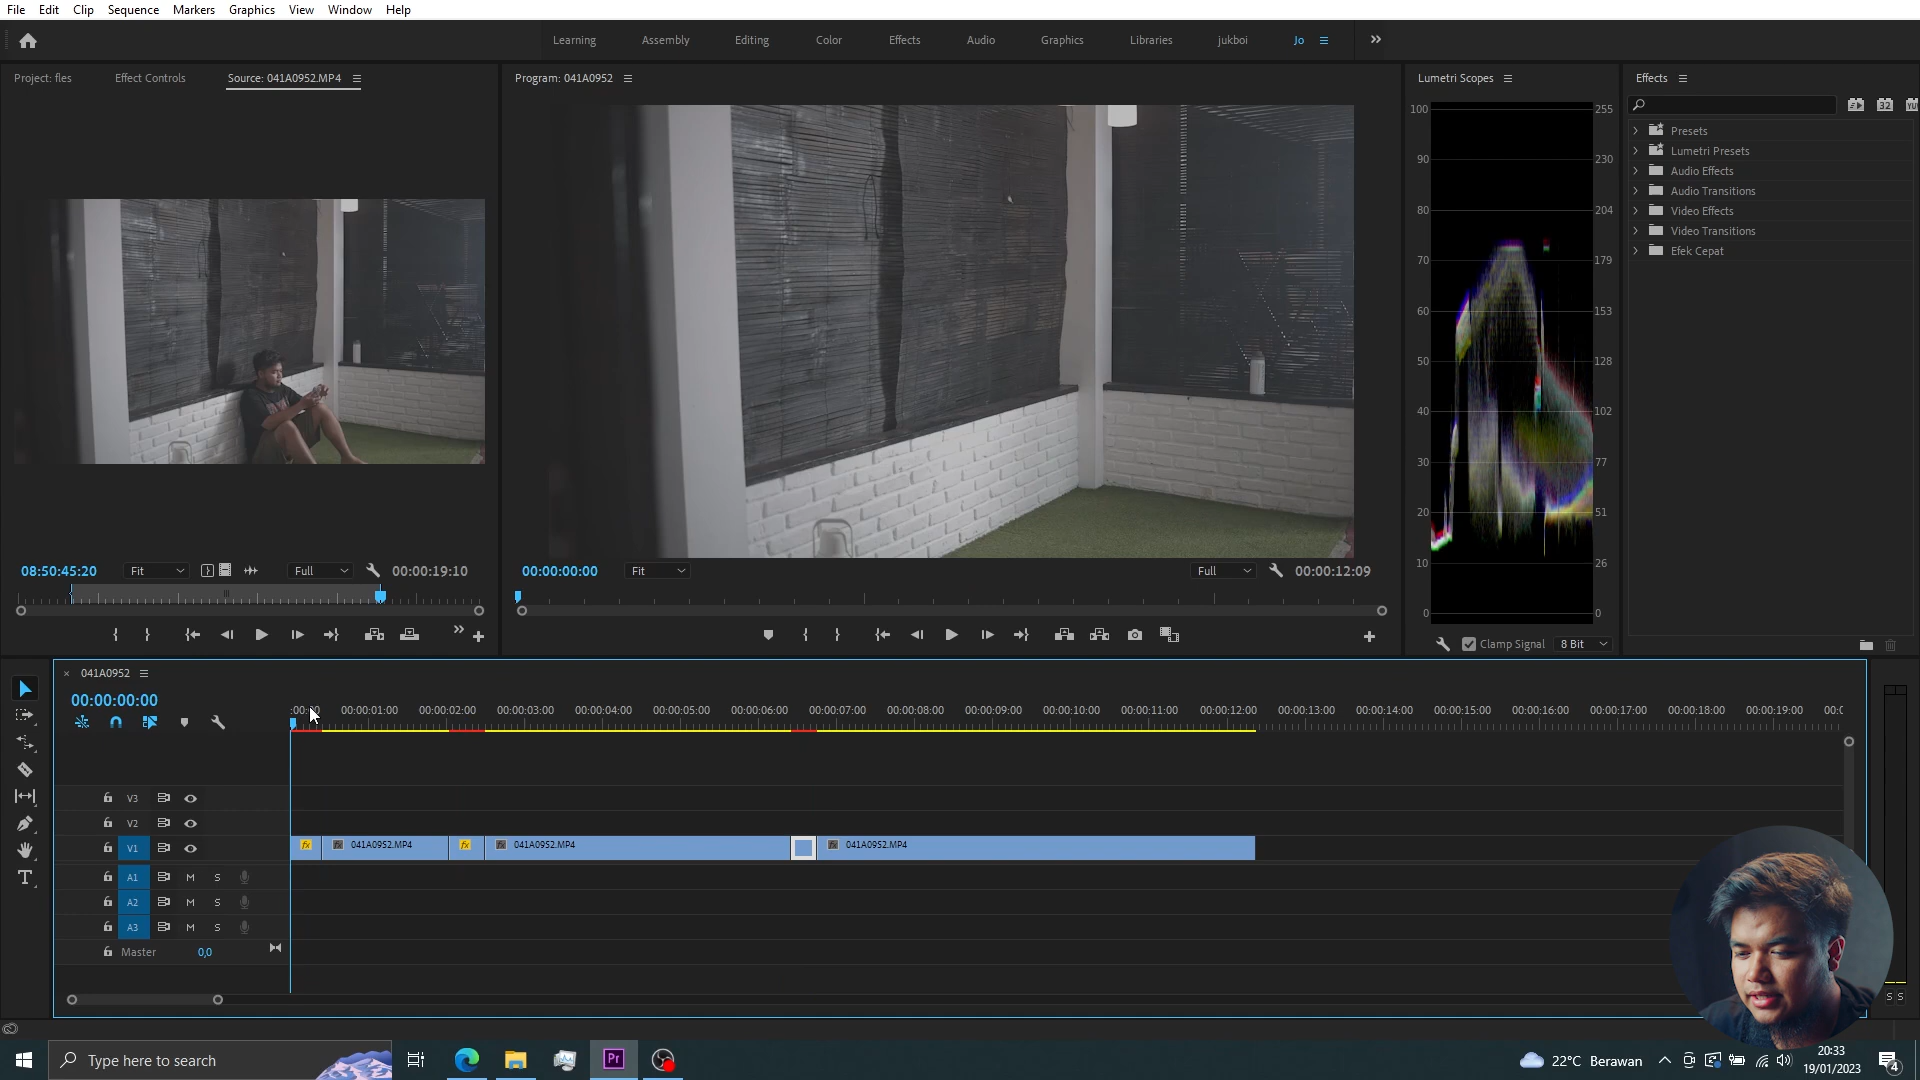 File Edit Clip Sequence Markers Graphics View Window Help
Learning Assembly Editing Color Effects Audio Graphics Libraries jukboi Jo
Project: fles Effect Controls Source: 041A0952.MP4
Program: 041A0952
Lumetri Scopes
Effects
100 255
90 230
80 204
70 179
60 153
50 128
40 102
30 77
20 51
10 26
0 0
Presets
Lumetri Presets
Audio Effects
Audio Transitions
Video Effects
Video Transitions
Efek Cepat
08:50:45:20 Fit Full 00:00:19:10
00:00:00:00 Fit Full 00:00:12:09
Clamp Signal 8 Bit
041A0952
00:00:00:00
:00:00 00:00:01:00 00:00:02:00 00:00:03:00 00:00:04:00 00:00:05:00 00:00:06:00 00:00:07:00 00:00:08:00 00:00:09:00 00:00:10:00 00:00:11:00 00:00:12:00 00:00:13:00 00:00:14:00 00:00:15:00 00:00:16:00 00:00:17:00 00:00:18:00 00:00:19:00 00:0
V3
V2
V1 fx fx 041A0952.MP4 fx fx 041A0952.MP4 fx 041A0952.MP4
A1 M S
A2 M S
A3 M S
Master 0,0
S S
Type here to search
Pr
22°C Berawan
20:33
19/01/2023
4